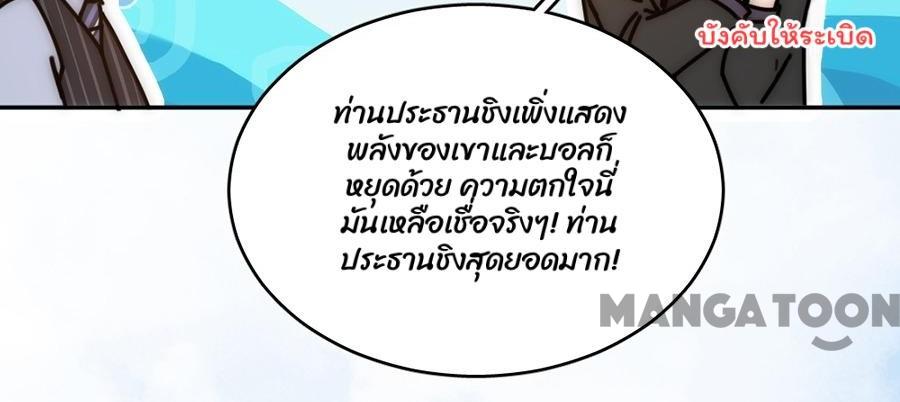 บังคับให้ระเบิด
ท่านประธานชิงเพิ่งแสดง
พลังของเขาและบอลก็
หยุดด้วย ความตกใจนี่
มันเหลือเชื่อจริงๆ! ท่าน
ประธานชิงสุดยอดมาก!
MANGATOON